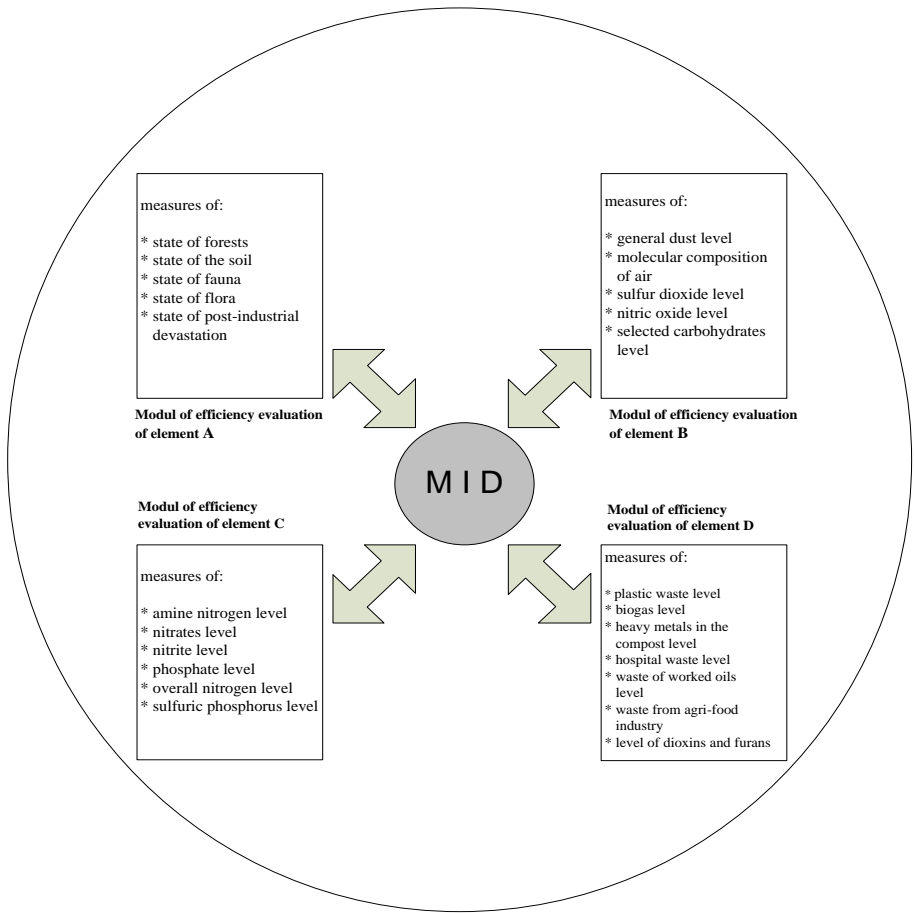 measures of:
* state of forests
* state of the soil
* state of fauna
* state of flora
* state of post-industrial
devastation
Modul of efficiency evaluation
of element A
measures of:
* general dust level
* molecular composition
of air
* sulfur dioxide level
* nitric oxide level
* selected carbohydrates
level
Modul of efficiency evaluation
of element B
M I D
Modul of efficiency
evaluation of element C
measures of:
* amine nitrogen level
* nitrates level
* nitrite level
* phosphate level
* overall nitrogen level
* sulfuric phosphorus level
Modul of efficiency
evaluation of element D
measures of:
* plastic waste level
* biogas level
* heavy metals in the
compost level
* hospital waste level
* waste of worked oils
level
* waste from agri-food
industry
* level of dioxins and furans